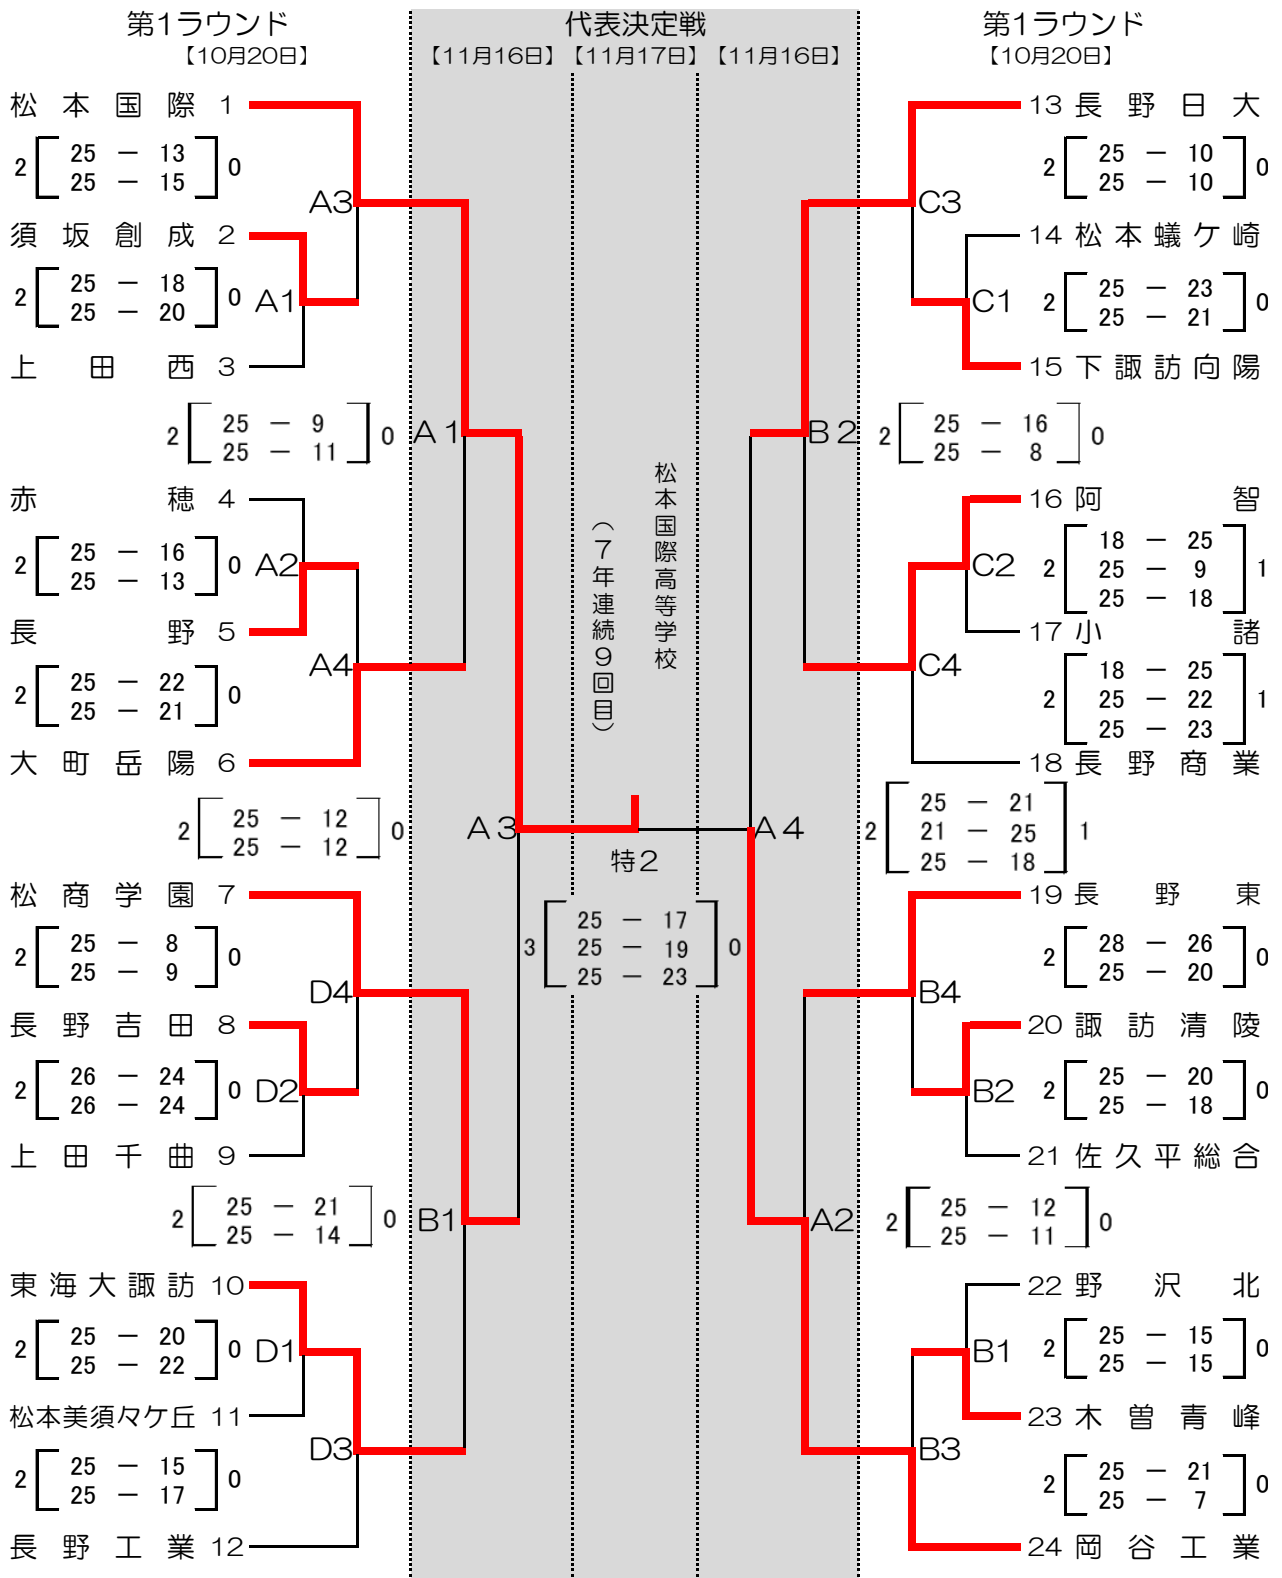 第1ラウンド
【10月20日】
代表決定戦
【11月16日】【11月17日】【11月16日】
第1ラウンド
【10月20日】
松本国際 1
2 [ 25 － 13 ] 0
25 － 15
A3
須坂創成 2
2 [ 25 － 18 ] 0
25 － 20
A1
上田西 3
2 [ 25 － 9 ] 0
25 － 11
A1
赤穂 4
2 [ 25 － 16 ] 0
25 － 13
A2
長野 5
A4
2 [ 25 － 22 ] 0
25 － 21
大町岳陽 6
2 [ 25 － 12 ] 0
25 － 12
A3
松商学園 7
2 [ 25 － 8 ] 0
25 － 9
D4
長野吉田 8
2 [ 26 － 24 ] 0
26 － 24
D2
上田千曲 9
2 [ 25 － 21 ] 0
25 － 14
B1
東海大諏訪 10
2 [ 25 － 20 ] 0
25 － 22
D1
松本美須々ケ丘 11
D3
2 [ 25 － 15 ] 0
25 － 17
長野工業 12
松本国際高等学校
（7年連続9回目）
特2
3 [ 25 － 17 ] 0
25 － 19
25 － 23
13 長野日大
2 [ 25 － 10 ] 0
25 － 10
C3
14 松本蟻ケ崎
C1
2 [ 25 － 23 ] 0
25 － 21
15 下諏訪向陽
B2
2 [ 25 － 16 ] 0
25 － 8
16 阿智
C2
2 [ 18 － 25 ] 1
25 － 9
25 － 18
17 小諸
C4
2 [ 18 － 25 ] 1
25 － 22
25 － 23
18 長野商業
A4
2 [ 25 － 21 ] 1
21 － 25
25 － 18
19 長野東
2 [ 28 － 26 ] 0
25 － 20
B4
20 諏訪清陵
B2
2 [ 25 － 20 ] 0
25 － 18
21 佐久平総合
A2
2 [ 25 － 12 ] 0
25 － 11
22 野沢北
B1
2 [ 25 － 15 ] 0
25 － 15
23 木曽青峰
B3
2 [ 25 － 21 ] 0
25 － 7
24 岡谷工業